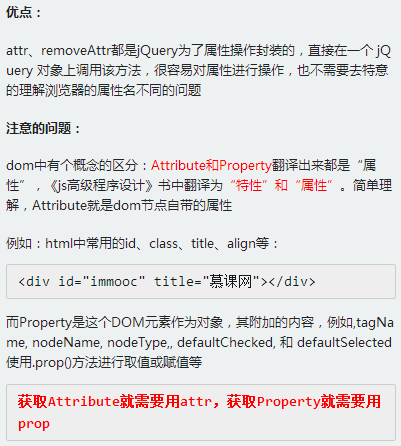 优点：
attr、removeAttr都是jQuery为了属性操作封装的，直接在一个 jQ
uery 对象上调用该方法，很容易对属性进行操作，也不需要去特意
的理解浏览器的属性名不同的问题
注意的问题：
dom中有个概念的区分：Attribute和Property翻译出来都是“属
性”，《js高级程序设计》书中翻译为“特性”和“属性”。简单理
解，Attribute就是dom节点自带的属性
例如：html中常用的id、class、title、align等：
<div id="immooc" title="慕课网"></div>
而Property是这个DOM元素作为对象，其附加的内容，例如,tagNa
me, nodeName, nodeType,, defaultChecked, 和 defaultSelected
使用.prop()方法进行取值或赋值等
获取Attribute就需要用attr，获取Property就需要用
prop